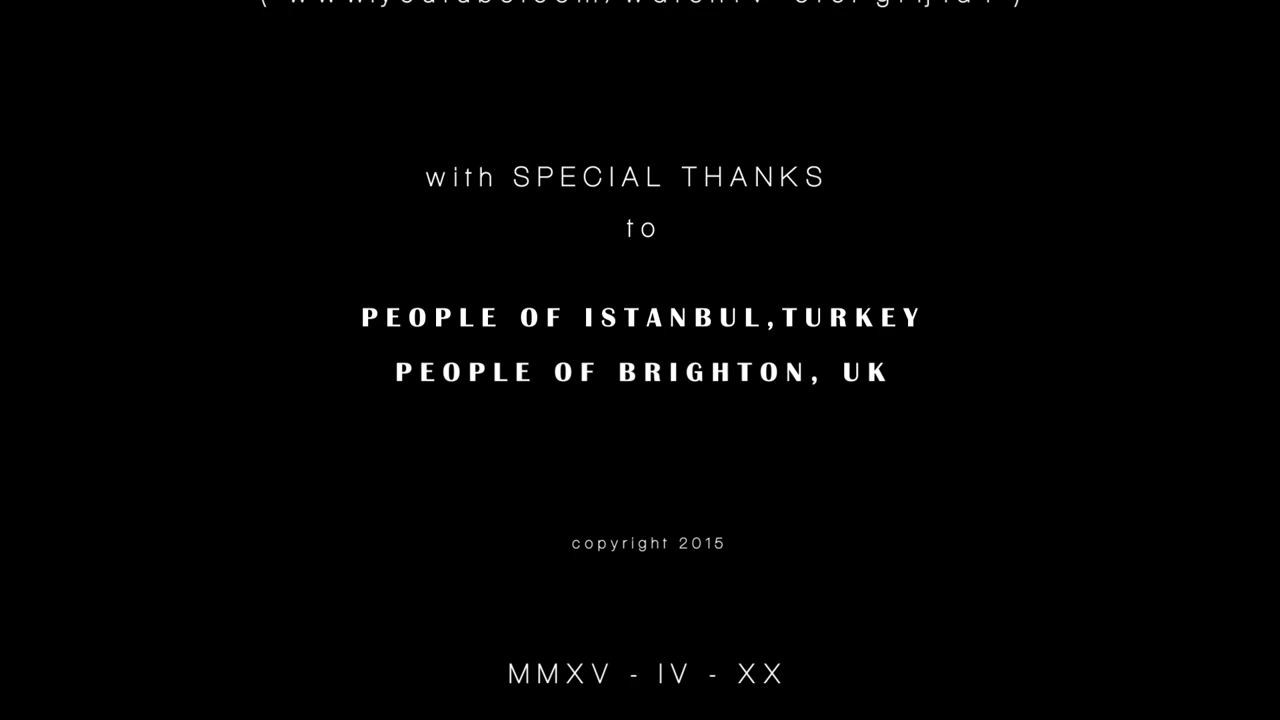 with SPECIAL THANKS
to
PEOPLE OF ISTANBUL,TURKEY
PEOPLE OF BRIGHTON, UK
copyright 2015
MMXV - IV - XX